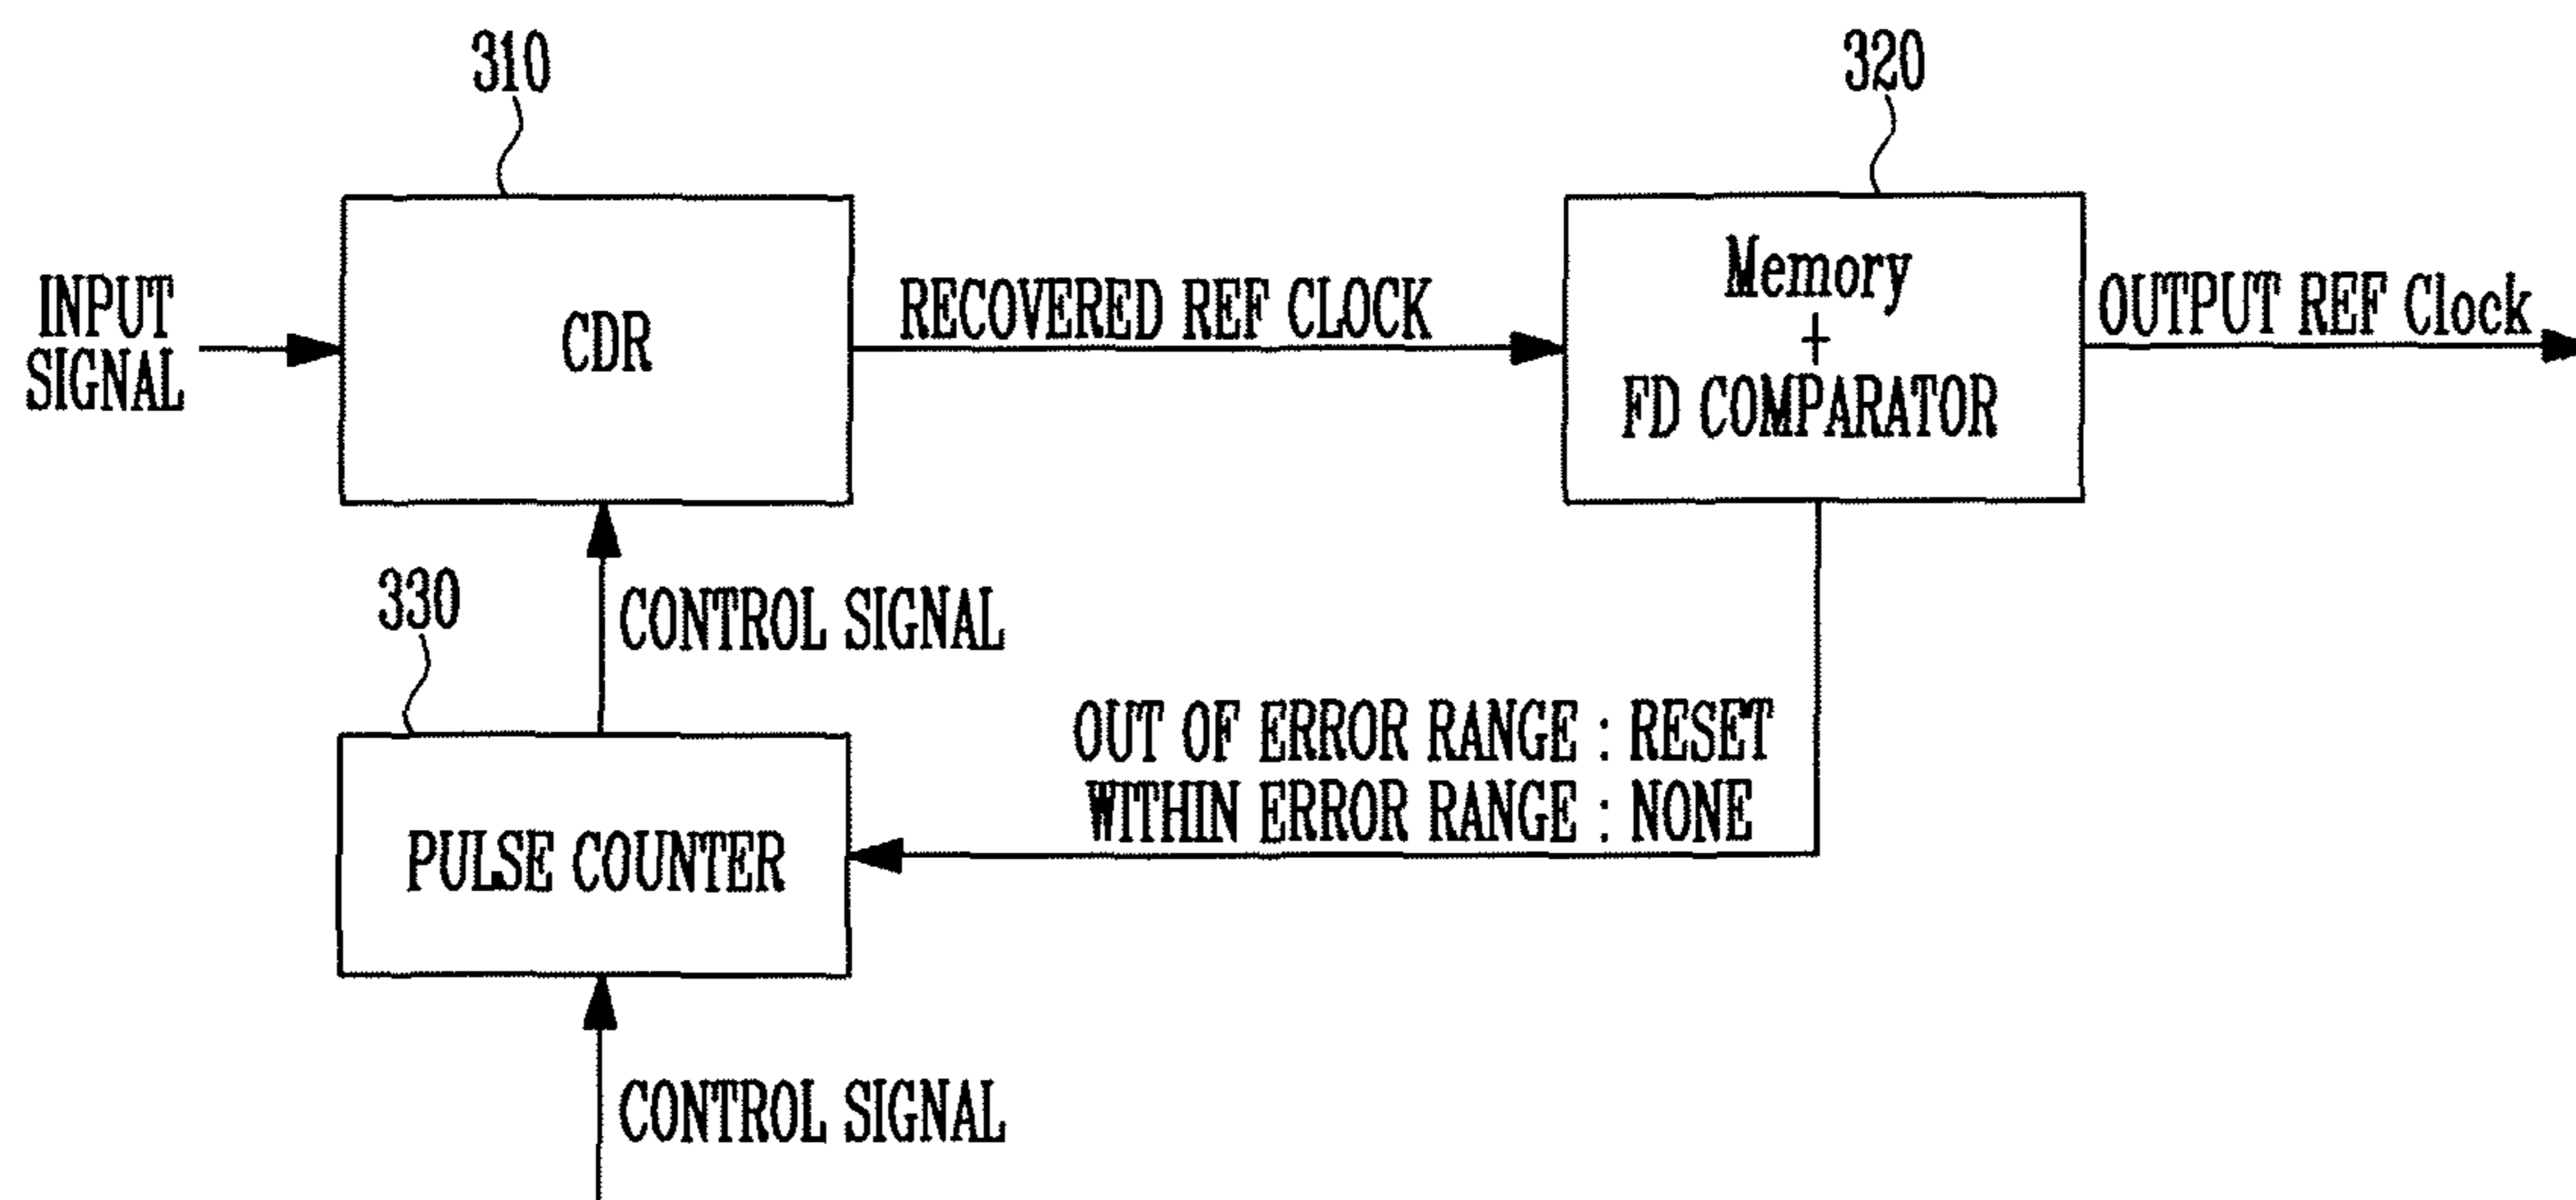 310
320
INPUT
SIGNAL
CDR
RECOVERED REF CLOCK
Memory
+
FD COMPARATOR
OUTPUT REF Clock
330
CONTROL SIGNAL
OUT OF ERROR RANGE : RESET
WITHIN ERROR RANGE : NONE
PULSE COUNTER
CONTROL SIGNAL